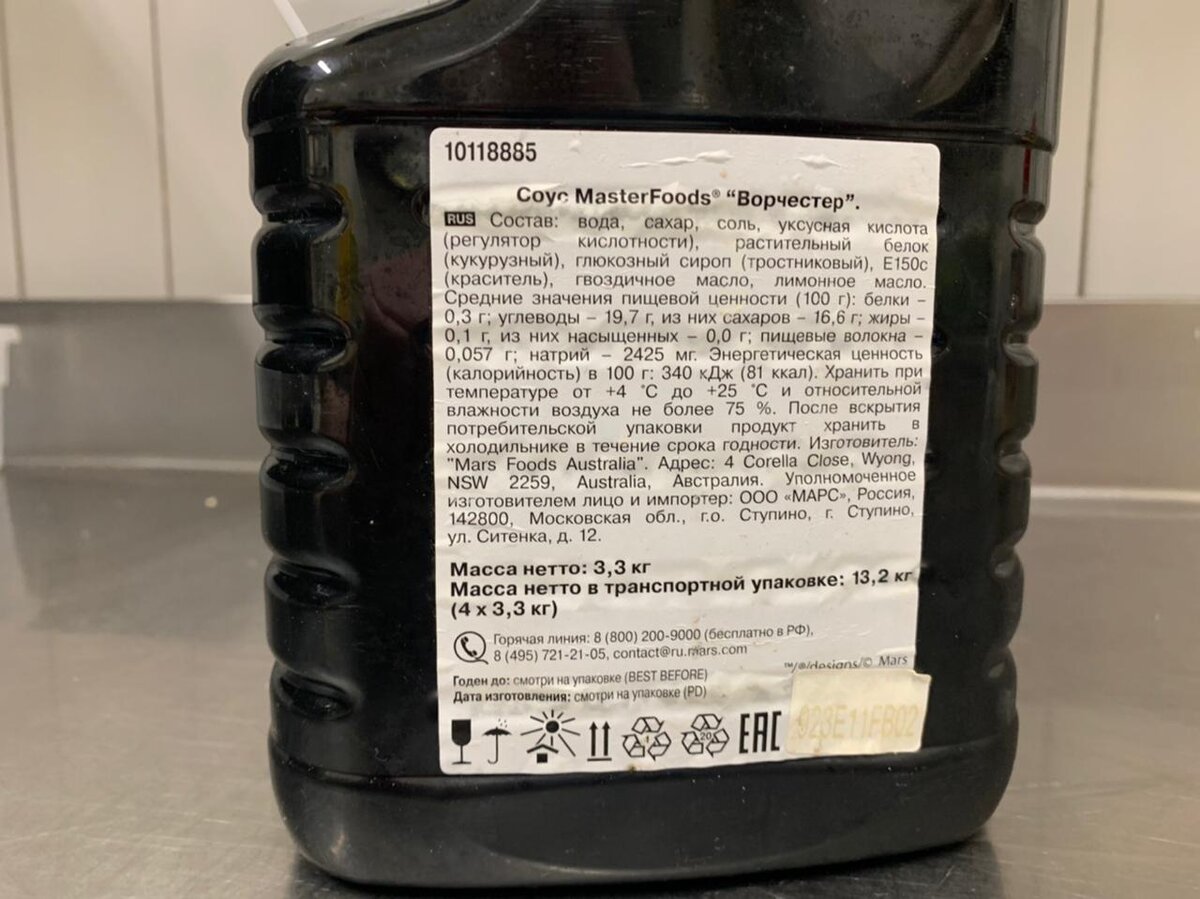 10118885
Соус MasterFoods® “Ворчестер”.
RUS Состав: вода, сахар, соль, уксусная кислота
(регулятор кислотности), растительный белок
(кукурузный), глюкозный сироп (тростниковый), Е150с
(краситель), гвоздичное масло, лимонное масло.
Средние значения пищевой ценности (100 г): белки –
0,3 г; углеводы – 19,7 г, из них сахаров – 16,6 г; жиры –
0,1 г, из них насыщенных – 0,0 г; пищевые волокна –
0,057 г; натрий – 2425 мг. Энергетическая ценность
(калорийность) в 100 г: 340 кДж (81 ккал). Хранить при
температуре от +4 °С до +25 °С и относительной
влажности воздуха не более 75 %. После вскрытия
потребительской упаковки продукт хранить в
холодильнике в течение срока годности. Изготовитель:
"Mars Foods Australia". Адрес: 4 Corella Close, Wyong,
NSW 2259, Australia, Австралия. Уполномоченное
изготовителем лицо и импортер: ООО «МАРС», Россия,
142800, Московская обл., г.о. Ступино, г. Ступино,
ул. Ситенка, д. 12.
Масса нетто: 3,3 кг
Масса нетто в транспортной упаковке: 13,2 кг
(4 х 3,3 кг)
Горячая линия: 8 (800) 200-9000 (бесплатно в РФ),
8 (495) 721-21-05, contact@ru.mars.com
™/®/designs/© Mars
Годен до: смотри на упаковке (BEST BEFORE)
Дата изготовления: смотри на упаковке (PD)
1 20 EAC
923E11FB02